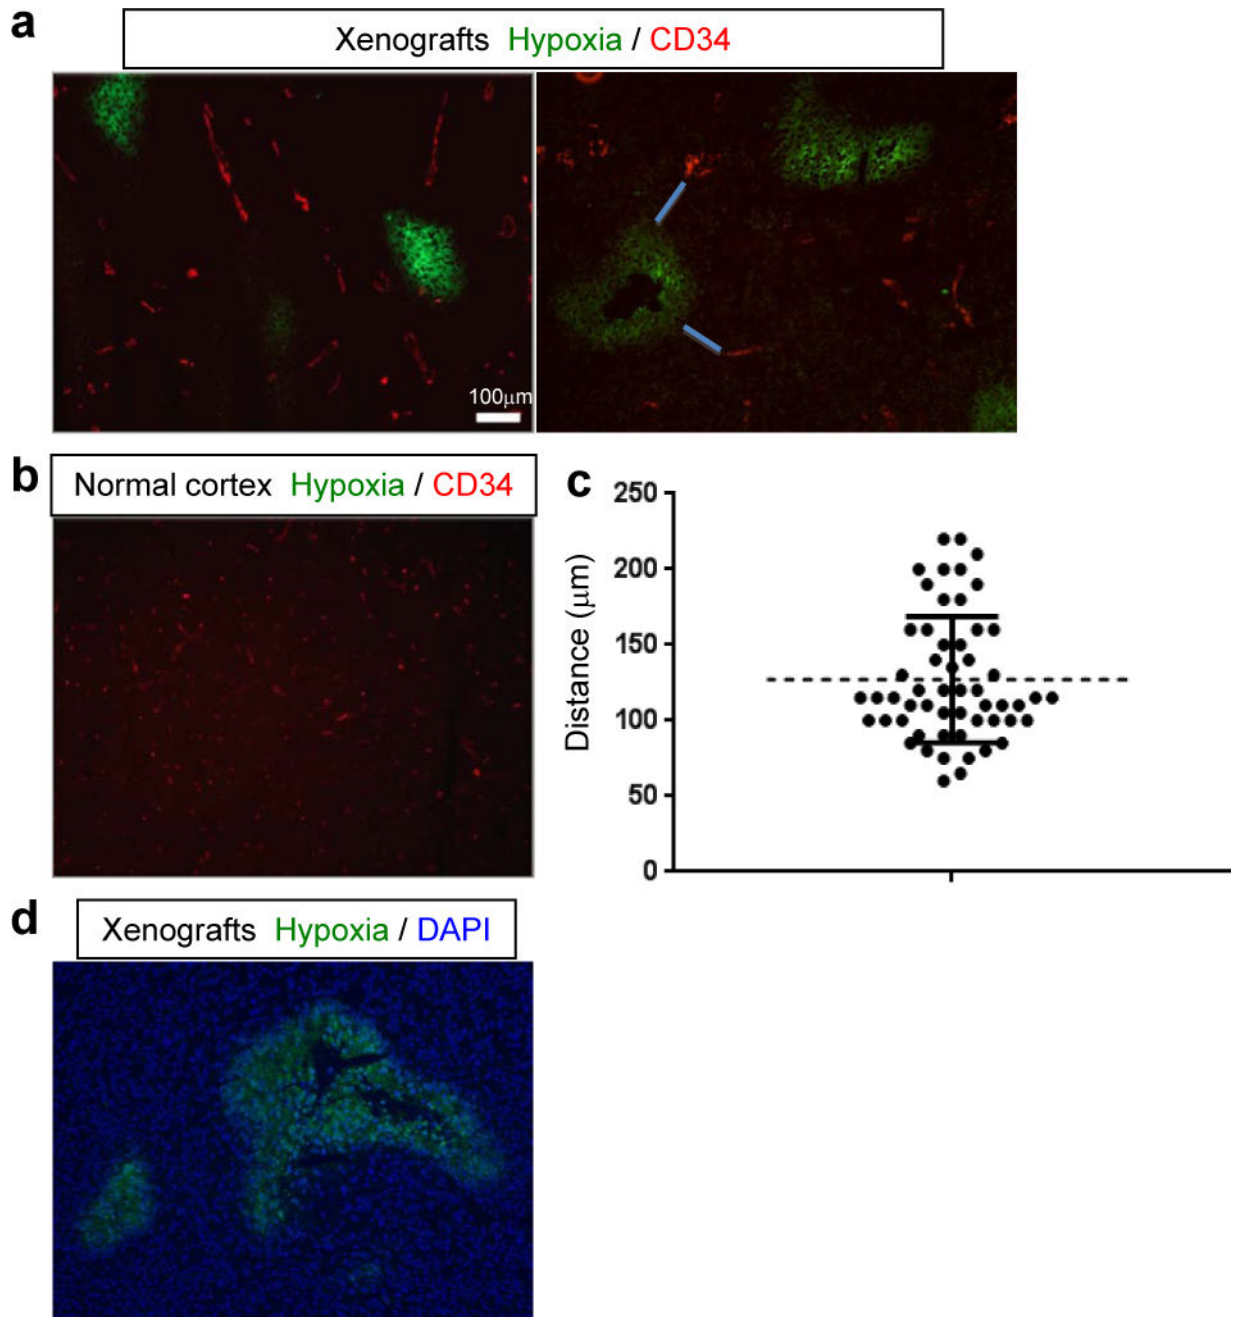 a
Xenografts Hypoxia / CD34
100μm
b
Normal cortex Hypoxia / CD34
c
250
200
150
100
50
0
Distance (μm)
d
Xenografts Hypoxia / DAPI